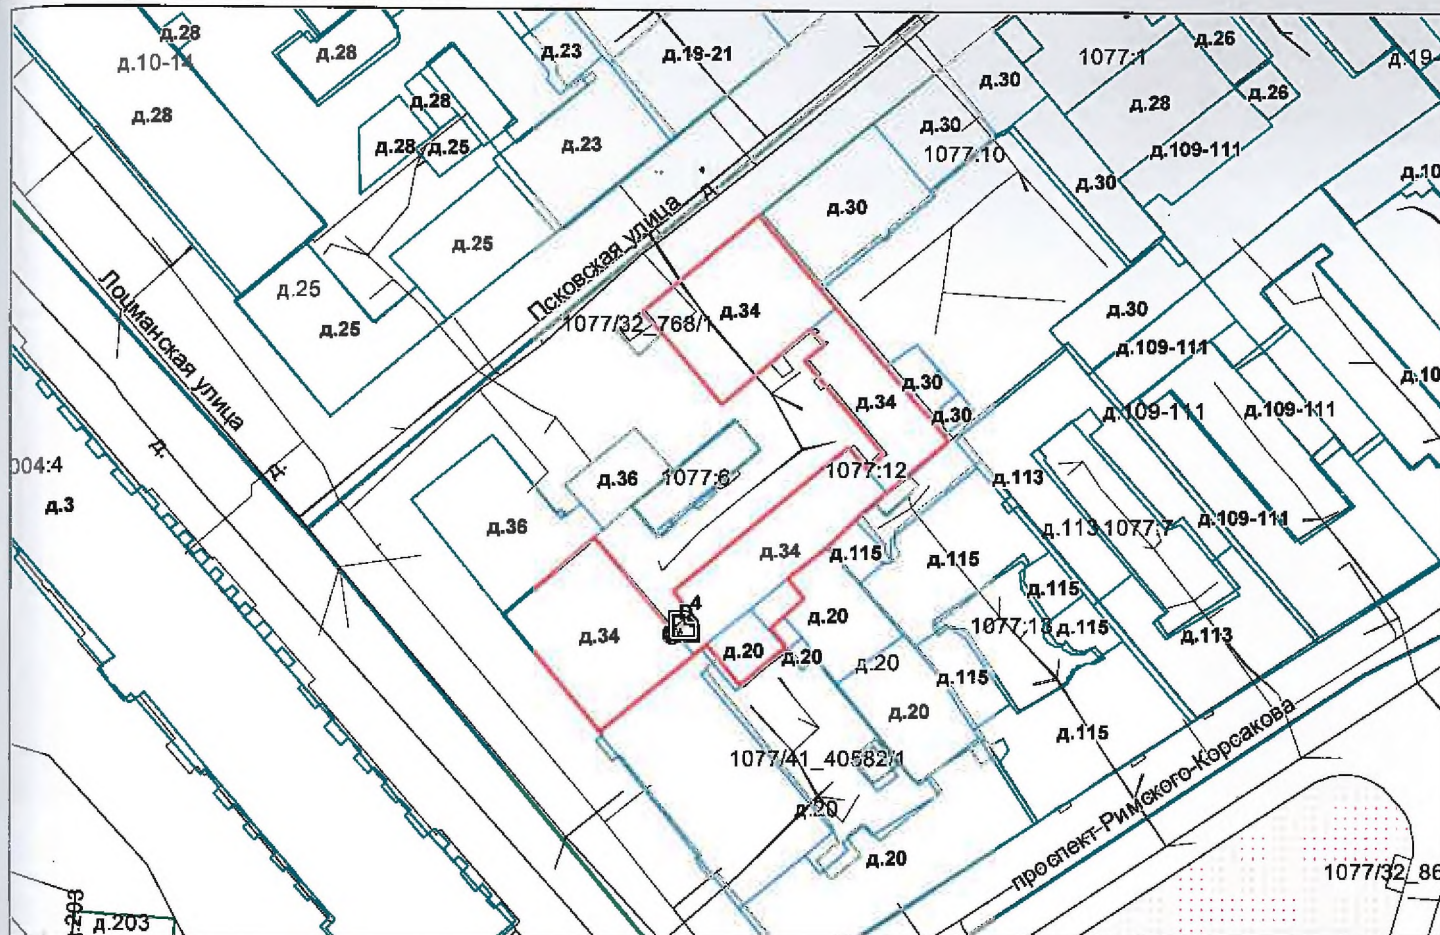 д.28
д.10-14
д.28
д.28
д.23
д.19-21
1077:1
д.26
д.19-
д.28
д.28
д.25
д.23
д.30
д.28
д.26
д.30
1077:10
д.109-111
д.30
д.10
д.25
д.25
д.25
Лоцманская улица
д.
д.
Псковская улица
д.
д.30
1077/32_768/1
д.34
д.30
д.109-111
д.10
д.30
д.34
д.30
д.109-111
д.109-111
004:4
д.3
д.36
д.36
1077:6
1077:12
д.113
д.113
1077:7
д.109-111
д.34
д.115
д.115
д.115
д.34
д.20
д.20
д.20
д.20
д.20
1077:13
д.115
д.115
д.113
д.115
1077/41_40582/1
д.20
д.20
проспект Римского-Корсакова
1077/32_86
д.203
д.203